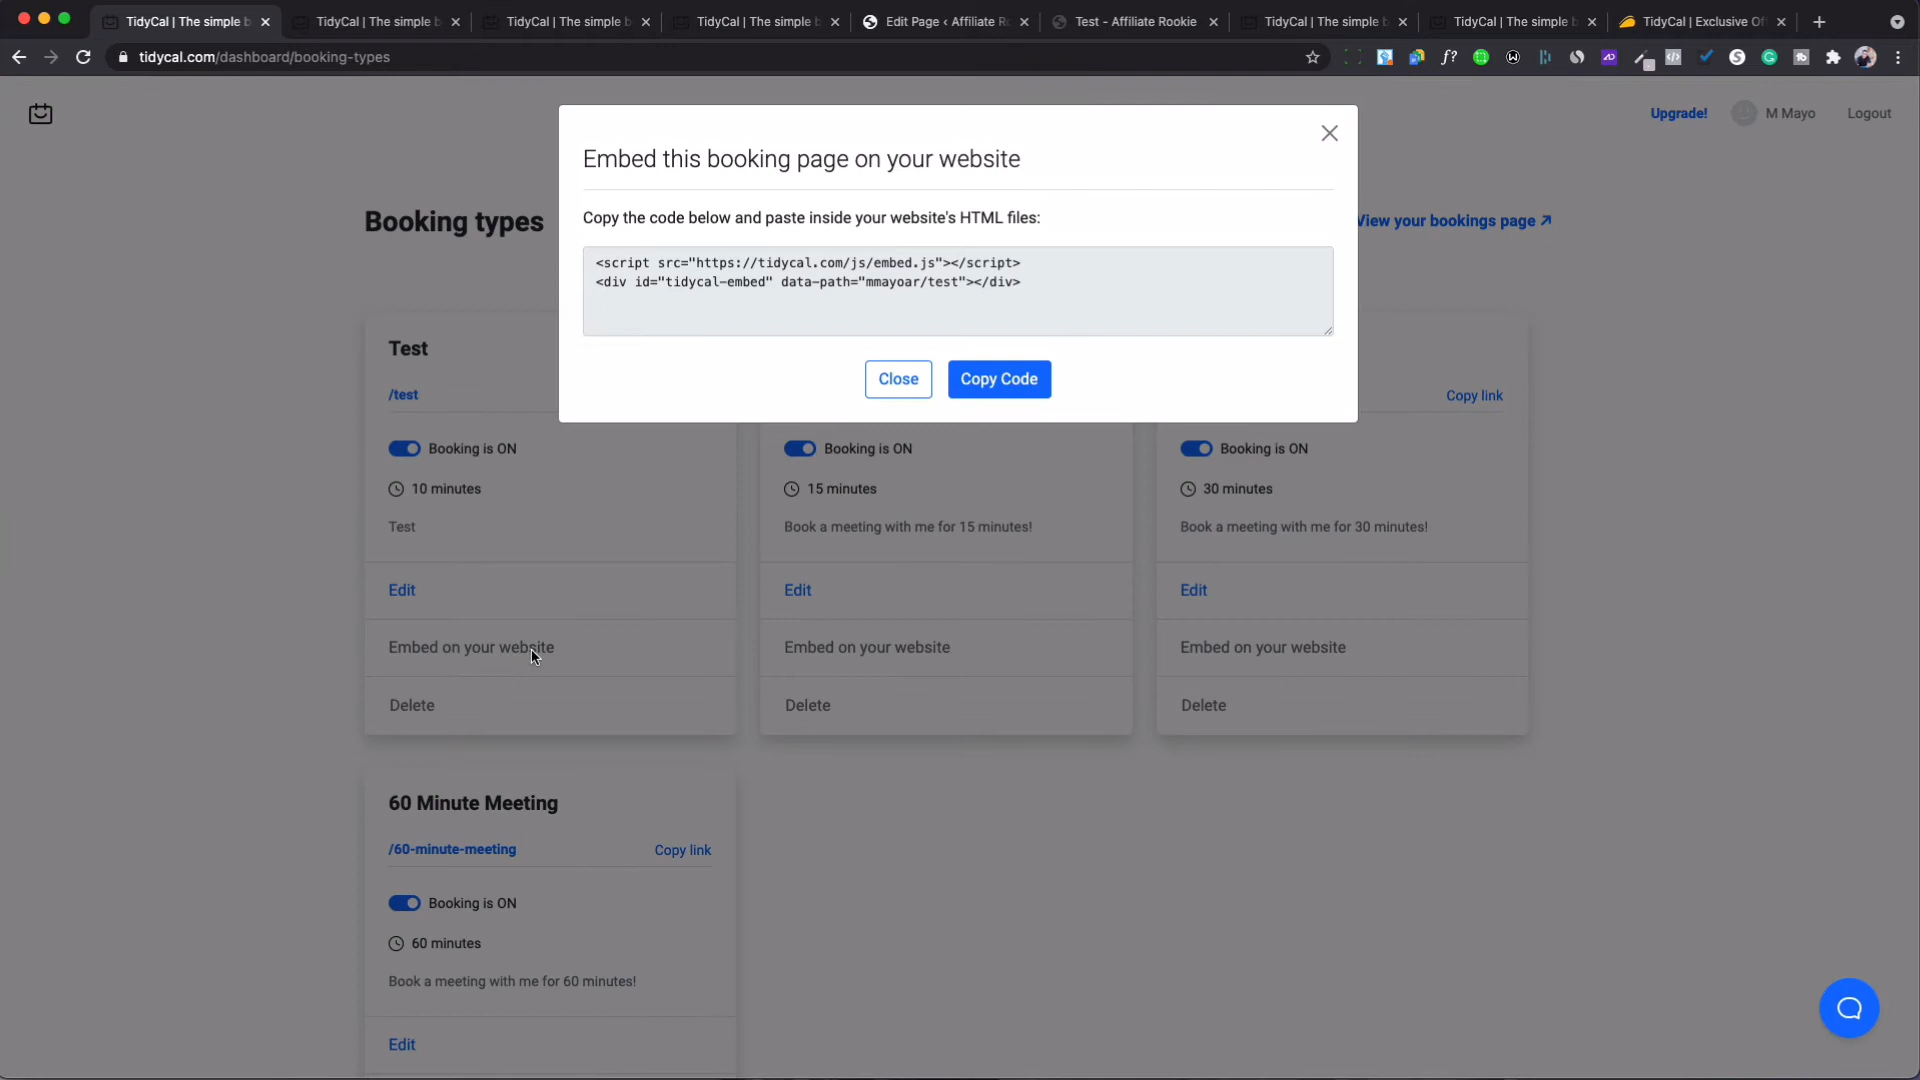 TidyCal | The simple b
TidyCal | The simple b
TidyCal | The simple b
TidyCal | The simple b
Edit Page ‹ Affiliate R
Test - Affiliate Rookie
TidyCal | The simple b
TidyCal | The simple b
TidyCal | Exclusive Of
tidycal.com/dashboard/booking-types
Upgrade!
M Mayo
Logout
Embed this booking page on your website
Copy the code below and paste inside your website's HTML files:
<script src="https://tidycal.com/js/embed.js"></script>
<div id="tidycal-embed" data-path="mmayoar/test"></div>
Close
Copy Code
Booking types
View your bookings page
Test
/test
Booking is ON
10 minutes
Test
Edit
Embed on your website
Delete
Booking is ON
15 minutes
Book a meeting with me for 15 minutes!
Edit
Embed on your website
Delete
Copy link
Booking is ON
30 minutes
Book a meeting with me for 30 minutes!
Edit
Embed on your website
Delete
60 Minute Meeting
/60-minute-meeting
Copy link
Booking is ON
60 minutes
Book a meeting with me for 60 minutes!
Edit